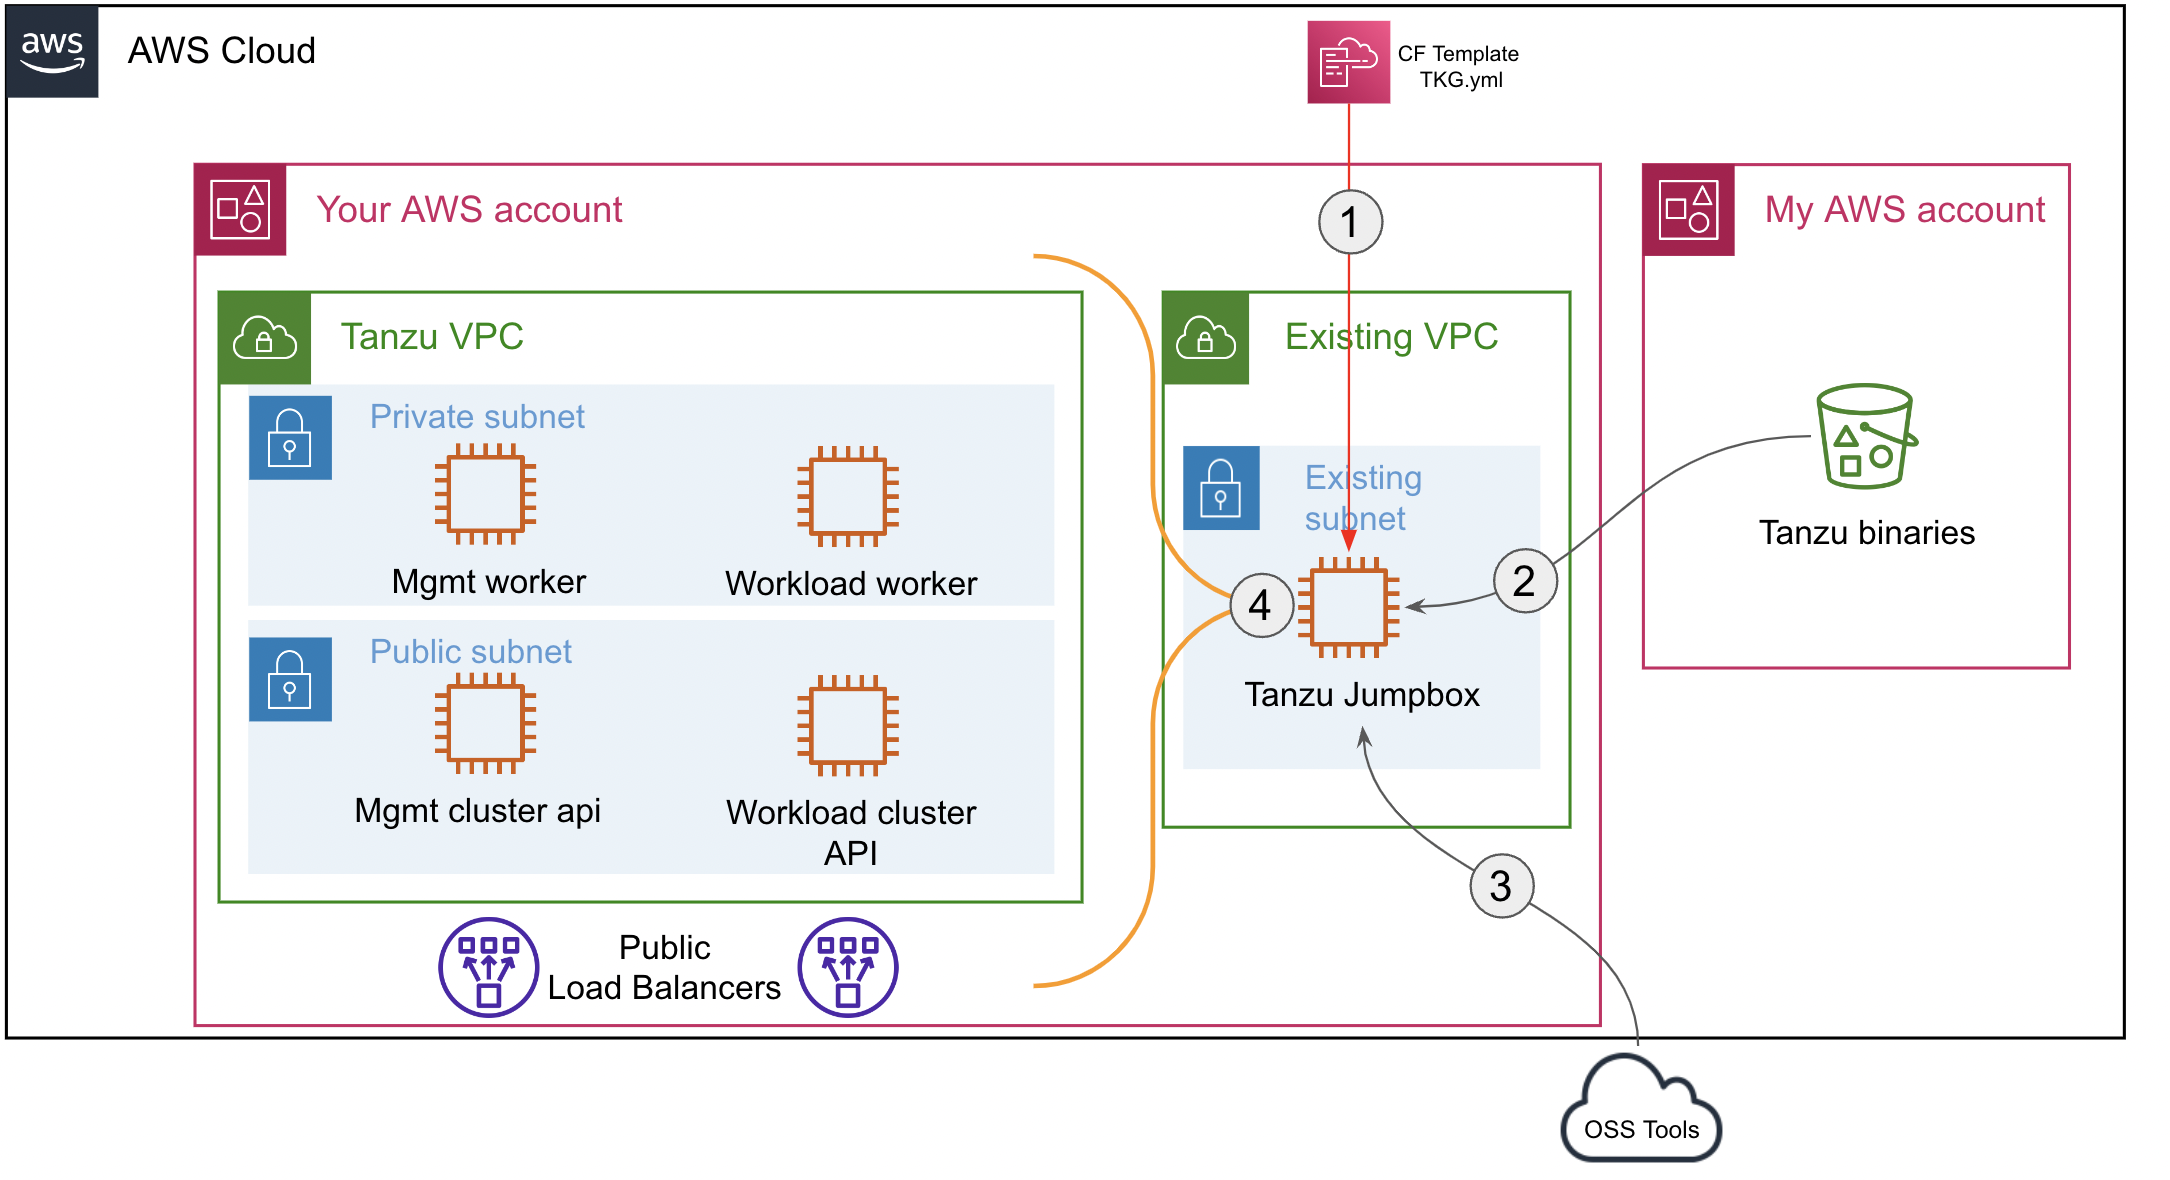 aws
AWS Cloud
CF Template
TKG.yml
Your AWS account
1
My AWS account
Tanzu VPC
Existing VPC
Private subnet
Existing
subnet
Mgmt worker
Workload worker
Tanzu binaries
2
4
Public subnet
Tanzu Jumpbox
Mgmt cluster api
Workload cluster
API
3
Public
Load Balancers
OSS Tools